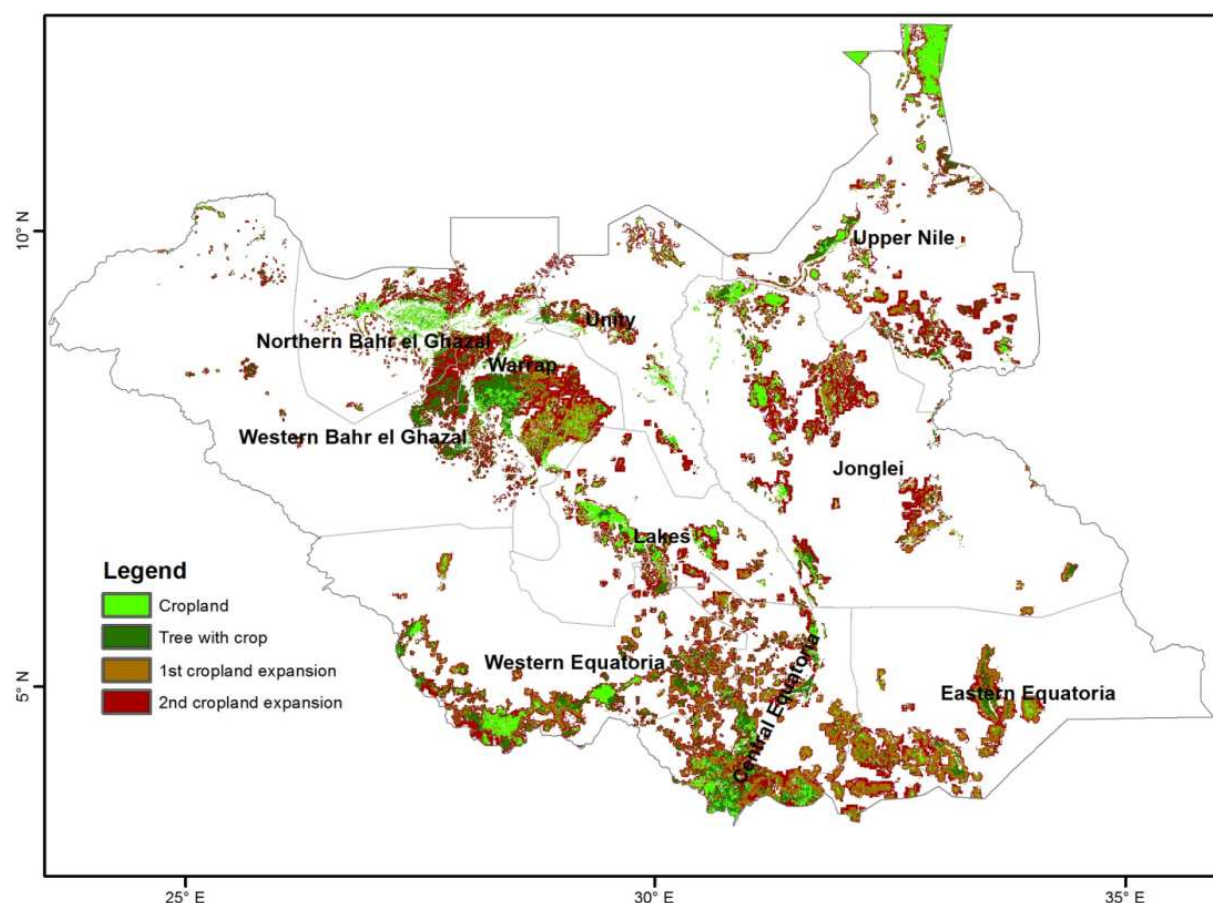 10° N
Upper Nile
Unity
Northern Bahr el Ghazal
Warrap
Western Bahr el Ghazal
Jonglei
Lakes
Legend
Cropland
Tree with crop
1st cropland expansion
2nd cropland expansion
Western Equatoria
Central Equatoria
Eastern Equatoria
5° N
25° E
30° E
35° E